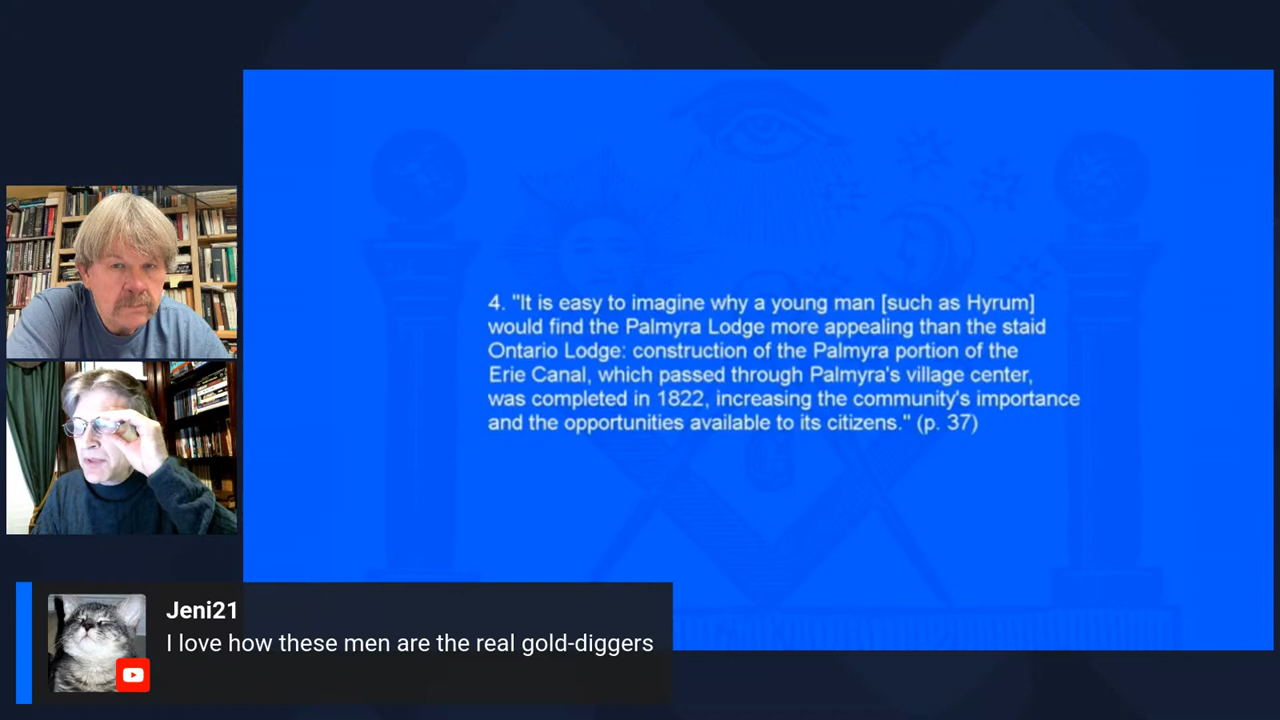 4. "It is easy to imagine why a young man [such as Hyrum]
would find the Palmyra Lodge more appealing than the staid
Ontario Lodge: construction of the Palmyra portion of the
Erie Canal, which passed through Palmyra's village center,
was completed in 1822, increasing the community's importance
and the opportunities available to its citizens." (p. 37)
Jeni21
I love how these men are the real gold-diggers